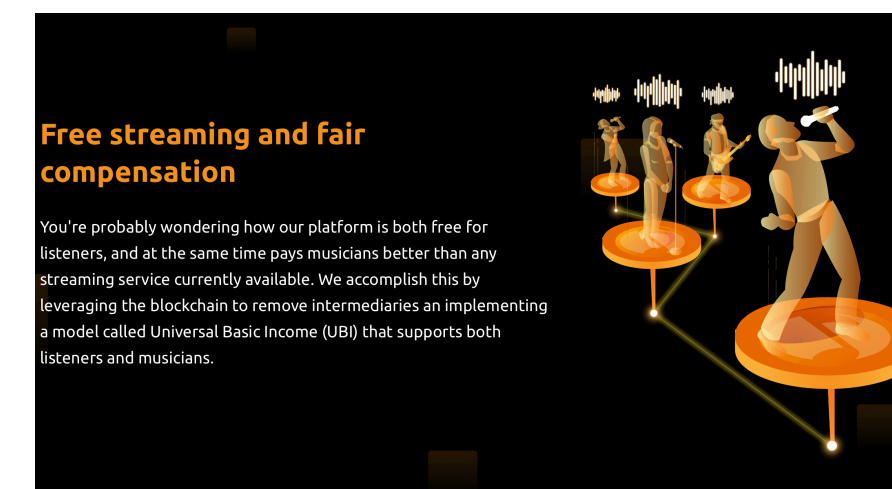 Free streaming and fair
compensation
You're probably wondering how our platform is both free for
listeners, and at the same time pays musicians better than any
streaming service currently available. We accomplish this by
leveraging the blockchain to remove intermediaries an implementing
a model called Universal Basic Income (UBI) that supports both
listeners and musicians.